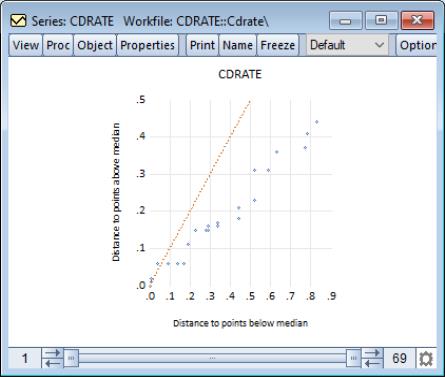 Series: CDRATE Workfile: CDRATE::Cdrate\
View Proc Object Properties Print Name Freeze Default Option
CDRATE
.5
.4
.3
.2
.1
.0
Distance to points above median
.0 .1 .2 .3 .4 .5 .6 .7 .8 .9
Distance to points below median
1 69